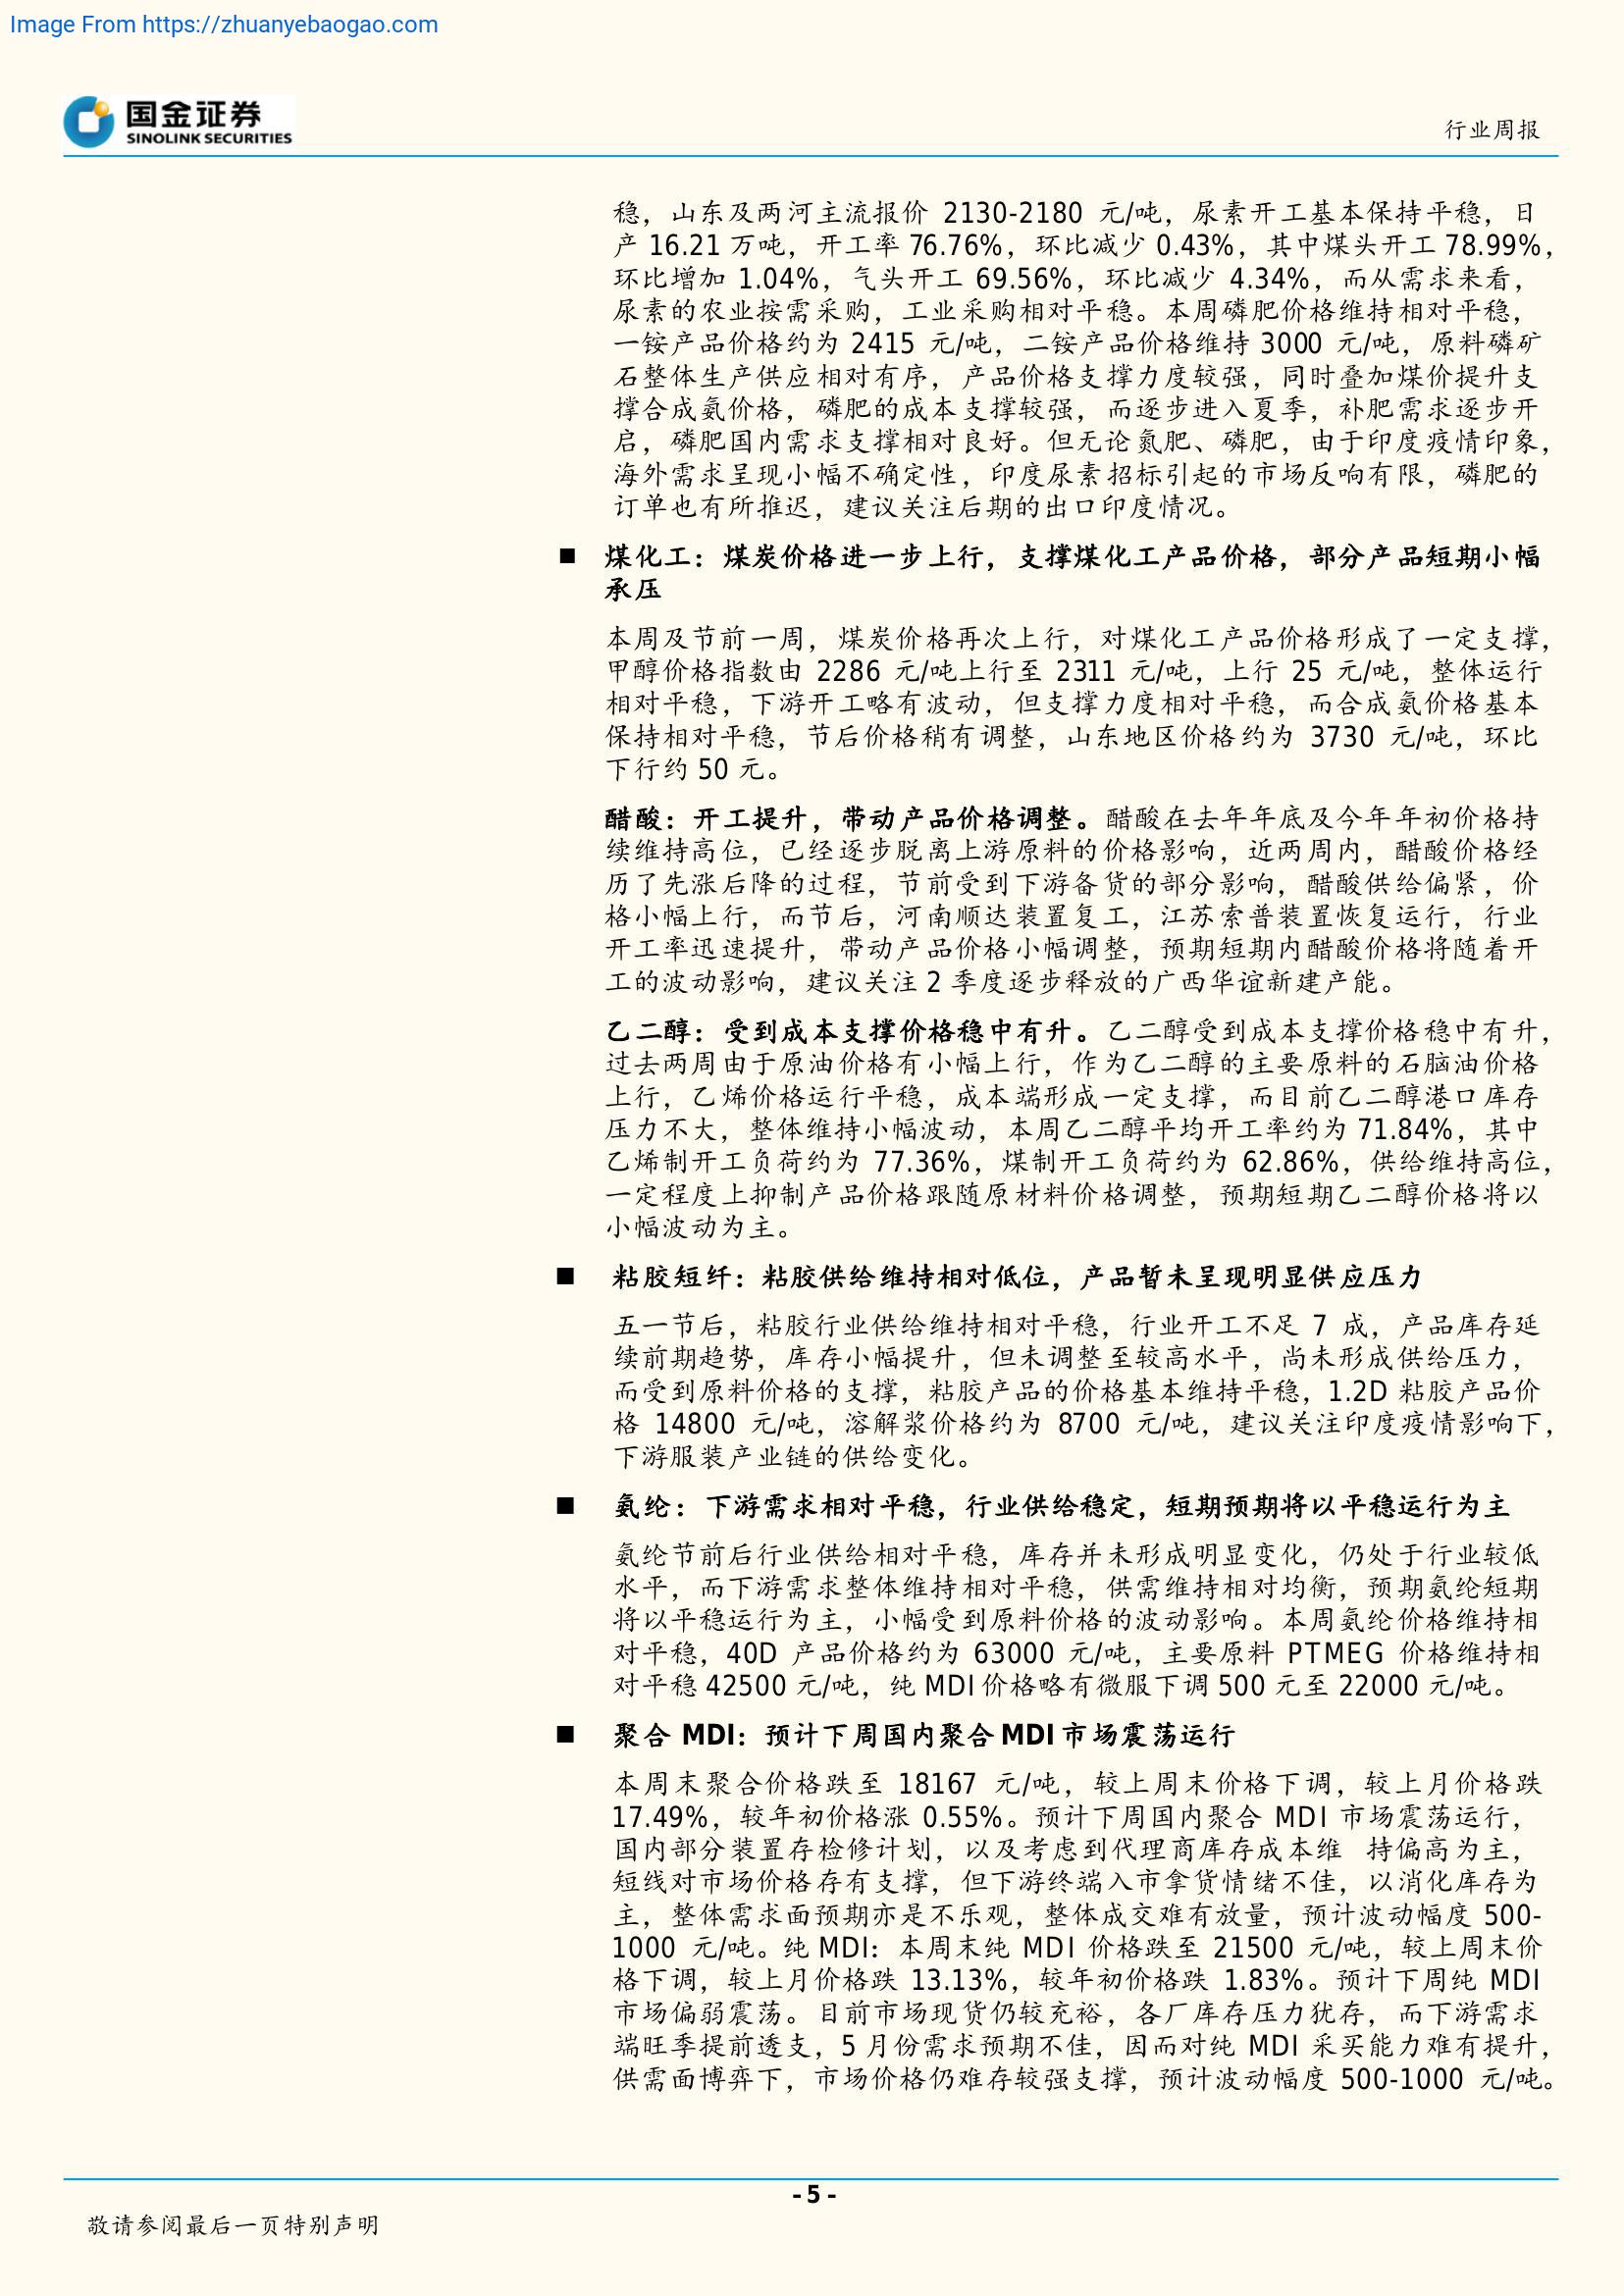 Image From https://zhuanyebaogao.com
国金证券
SINOLINK SECURITIES
行业周报
稳，山东及两河主流报价 2130-2180 元/吨，尿素开工基本保持平稳，日
产 16.21 万吨，开工率 76.76%，环比减少 0.43%，其中煤头开工 78.99%，
环比增加 1.04%，气头开工 69.56%，环比减少 4.34%，而从需求来看，
尿素的农业按需采购，工业采购相对平稳。本周磷肥价格维持相对平稳，
一铵产品价格约为 2415 元/吨，二铵产品价格维持 3000 元/吨，原料磷矿
石整体生产供应相对有序，产品价格支撑力度较强，同时叠加煤价提升支
撑合成氨价格，磷肥的成本支撑较强，而逐步进入夏季，补肥需求逐步开
启，磷肥国内需求支撑相对良好。但无论氮肥、磷肥，由于印度疫情印象，
海外需求呈现小幅不确定性，印度尿素招标引起的市场反响有限，磷肥的
订单也有所推迟，建议关注后期的出口印度情况。
■ 煤化工：煤炭价格进一步上行，支撑煤化工产品价格，部分产品短期小幅
承压
本周及节前一周，煤炭价格再次上行，对煤化工产品价格形成了一定支撑，
甲醇价格指数由 2286 元/吨上行至 2311 元/吨，上行 25 元/吨，整体运行
相对平稳，下游开工略有波动，但支撑力度相对平稳，而合成氨价格基本
保持相对平稳，节后价格稍有调整，山东地区价格约为 3730 元/吨，环比
下行约 50 元。
醋酸：开工提升，带动产品价格调整。醋酸在去年年底及今年年初价格持
续维持高位，已经逐步脱离上游原料的价格影响，近两周内，醋酸价格经
历了先涨后降的过程，节前受到下游备货的部分影响，醋酸供给偏紧，价
格小幅上行，而节后，河南顺达装置复工，江苏索普装置恢复运行，行业
开工率迅速提升，带动产品价格小幅调整，预期短期内醋酸价格将随着开
工的波动影响，建议关注 2 季度逐步释放的广西华谊新建产能。
乙二醇：受到成本支撑价格稳中有升。乙二醇受到成本支撑价格稳中有升，
过去两周由于原油价格有小幅上行，作为乙二醇的主要原料的石脑油价格
上行，乙烯价格运行平稳，成本端形成一定支撑，而目前乙二醇港口库存
压力不大，整体维持小幅波动，本周乙二醇平均开工率约为 71.84%，其中
乙烯制开工负荷约为 77.36%，煤制开工负荷约为 62.86%，供给维持高位，
一定程度上抑制产品价格跟随原材料价格调整，预期短期乙二醇价格将以
小幅波动为主。
■ 粘胶短纤：粘胶供给维持相对低位，产品暂未呈现明显供应压力
五一节后，粘胶行业供给维持相对平稳，行业开工不足 7 成，产品库存延
续前期趋势，库存小幅提升，但未调整至较高水平，尚未形成供给压力，
而受到原料价格的支撑，粘胶产品的价格基本维持平稳，1.2D 粘胶产品价
格 14800 元/吨，溶解浆价格约为 8700 元/吨，建议关注印度疫情影响下，
下游服装产业链的供给变化。
■ 氨纶：下游需求相对平稳，行业供给稳定，短期预期将以平稳运行为主
氨纶节前后行业供给相对平稳，库存并未形成明显变化，仍处于行业较低
水平，而下游需求整体维持相对平稳，供需维持相对均衡，预期氨纶短期
将以平稳运行为主，小幅受到原料价格的波动影响。本周氨纶价格维持相
对平稳，40D 产品价格约为 63000 元/吨，主要原料 PTMEG 价格维持相
对平稳 42500 元/吨，纯 MDI 价格略有微服下调 500 元至 22000 元/吨。
■ 聚合 MDI：预计下周国内聚合 MDI 市场震荡运行
本周末聚合价格跌至 18167 元/吨，较上周末价格下调，较上月价格跌
17.49%，较年初价格涨 0.55%。预计下周国内聚合 MDI 市场震荡运行，
国内部分装置存检修计划，以及考虑到代理商库存成本维 持偏高为主，
短线对市场价格存有支撑，但下游终端入市拿货情绪不佳，以消化库存为
主，整体需求面预期亦是不乐观，整体成交难有放量，预计波动幅度 500-
1000 元/吨。纯 MDI：本周末纯 MDI 价格跌至 21500 元/吨，较上周末价
格下调，较上月价格跌 13.13%，较年初价格跌 1.83%。预计下周纯 MDI
市场偏弱震荡。目前市场现货仍较充裕，各厂库存压力犹存，而下游需求
端旺季提前透支，5 月份需求预期不佳，因而对纯 MDI 采买能力难有提升，
供需面博弈下，市场价格仍难存较强支撑，预计波动幅度 500-1000 元/吨。
- 5 -
敬请参阅最后一页特别声明